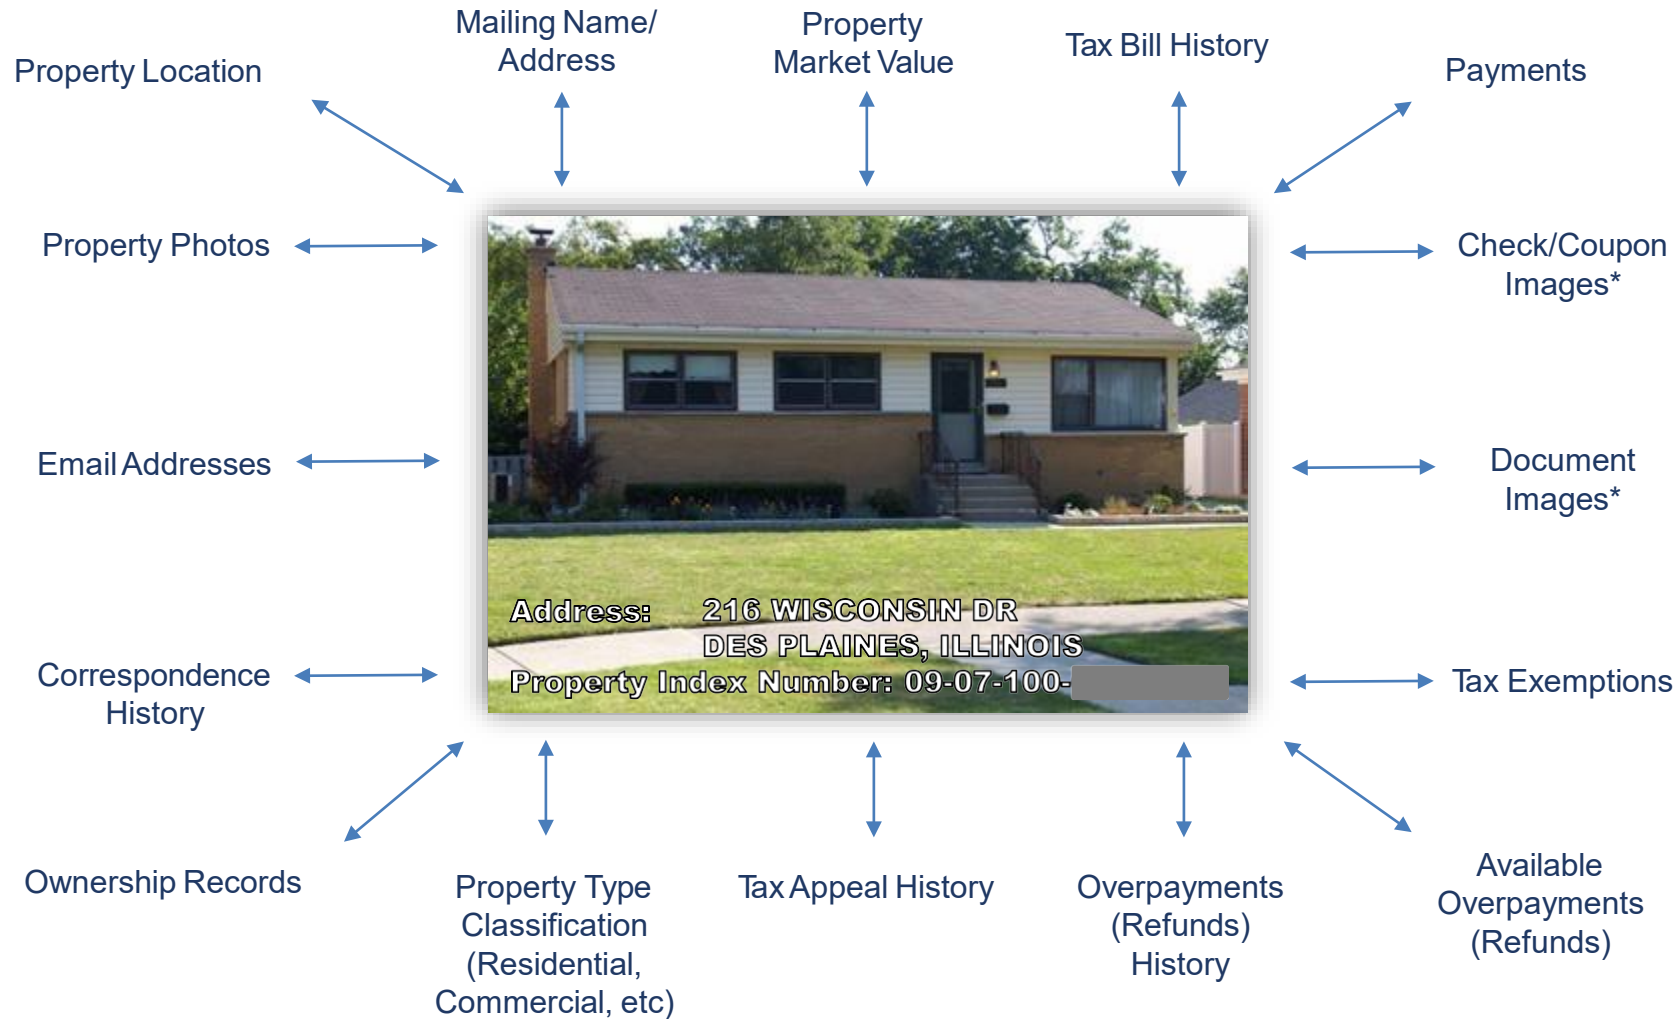 Property Location
Mailing Name/
Address
Property
Market Value
Tax Bill History
Payments
Property Photos
Check/Coupon
Images*
Email Addresses
Document
Images*
Address: 216 WISCONSIN DR
DES PLAINES, ILLINOIS
Property Index Number: 09-07-100-
Correspondence
History
Tax Exemptions
Ownership Records
Property Type
Classification
(Residential,
Commercial, etc)
Tax Appeal History
Overpayments
(Refunds)
History
Available
Overpayments
(Refunds)